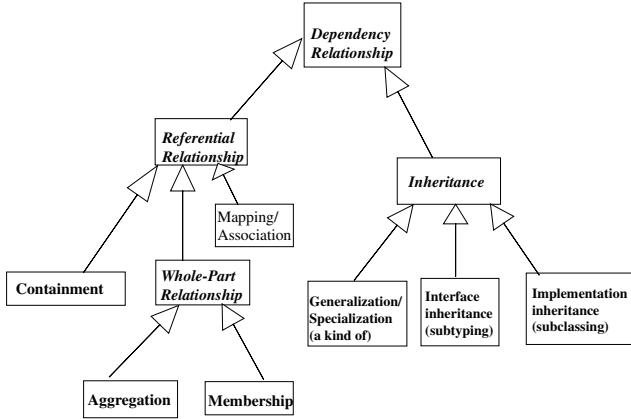 Dependency
Relationship
Referential
Relationship
Inheritance
Mapping/
Association
Containment
Whole-Part
Relationship
Generalization/
Specialization
(a kind of)
Interface
inheritance
(subtyping)
Implementation
inheritance
(subclassing)
Aggregation
Membership